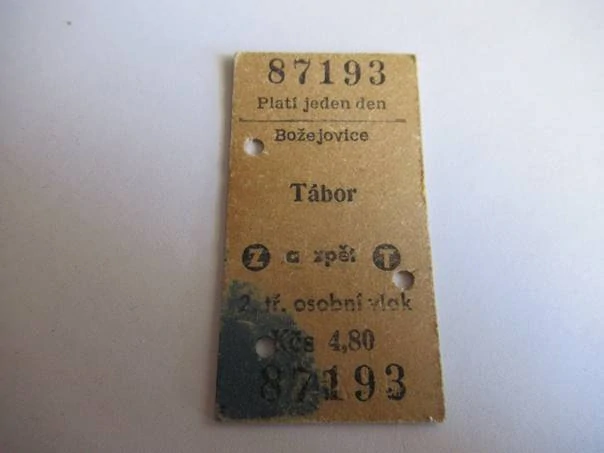 87193
Platí jeden den
Božejovice
Tábor
Z a zpět T
2. tř. osobní vlak
Kčs 4,80
87193